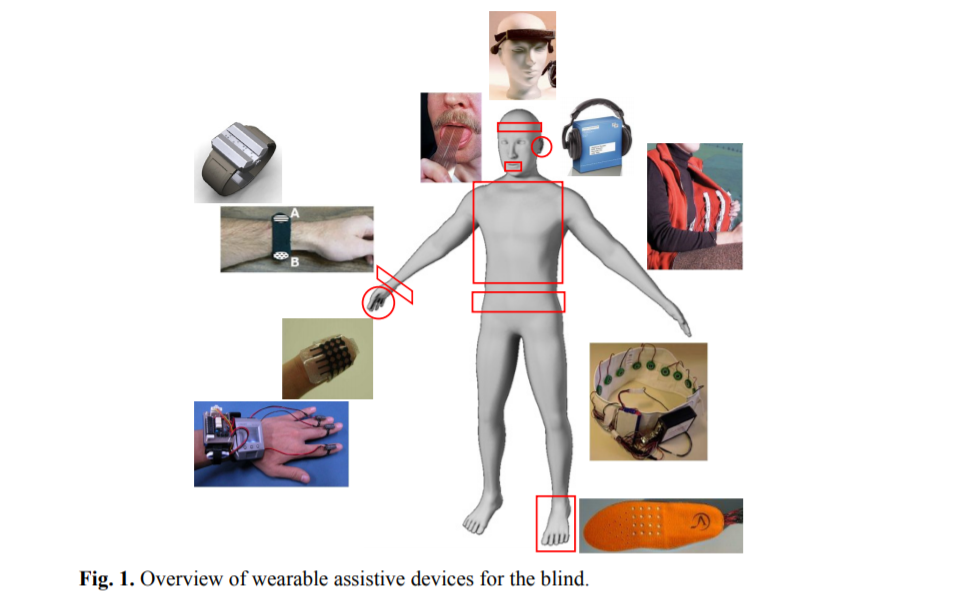 A
B
Fig. 1. Overview of wearable assistive devices for the blind.